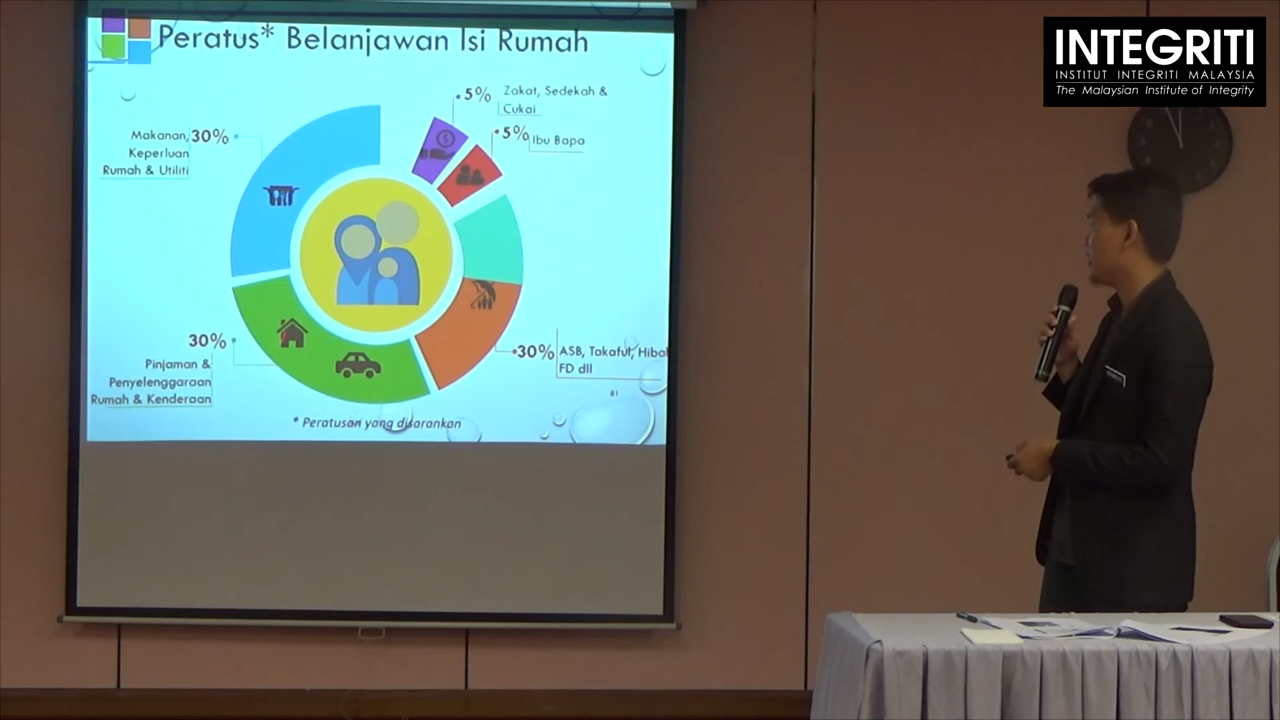 Peratus* Belanjawan Isi Rumah
5%
Zakat, Sedekah &
Cukai
5%
Ibu Bapa
Makanan,
Keperluan
Rumah & Utiliti
30%
30%
Pinjaman &
Penyelenggaraan
Rumah & Kenderaan
30%
ASB, Takaful, Hibah
FD dll
81
* Peratusan yang disarankan
INTEGRITI
INSTITUT INTEGRITI MALAYSIA
The Malaysian Institute of Integrity